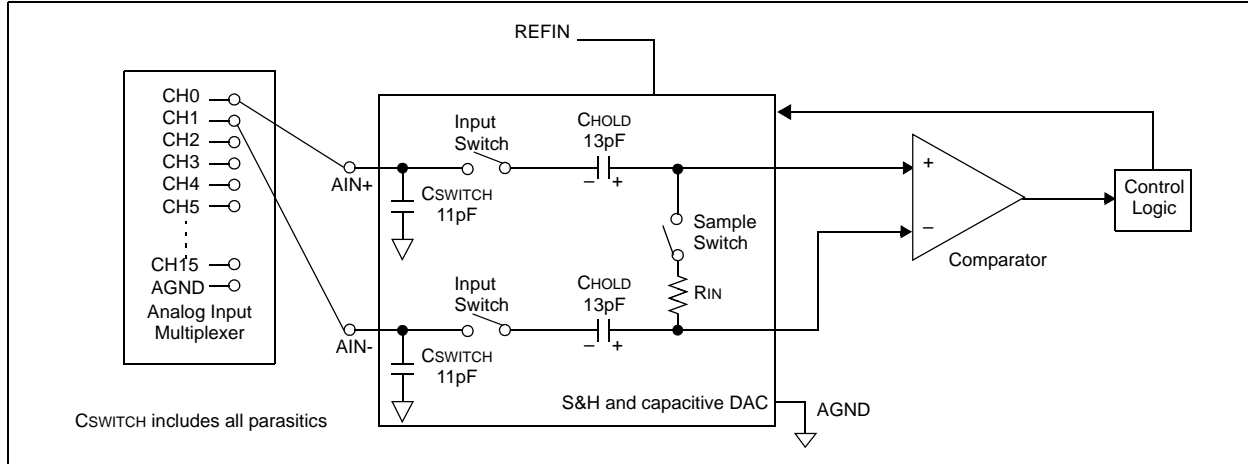 REFIN
CH0
CH1
CH2
CH3
CH4
CH5
CH15
AGND
Analog Input
Multiplexer
AIN+
AIN-
Input
Switch
CHOLD
13pF
– +
CSWITCH
11pF
Sample
Switch
RIN
Input
Switch
CHOLD
13pF
– +
CSWITCH
11pF
S&H and capacitive DAC
AGND
+
–
Comparator
Control
Logic
CSWITCH includes all parasitics